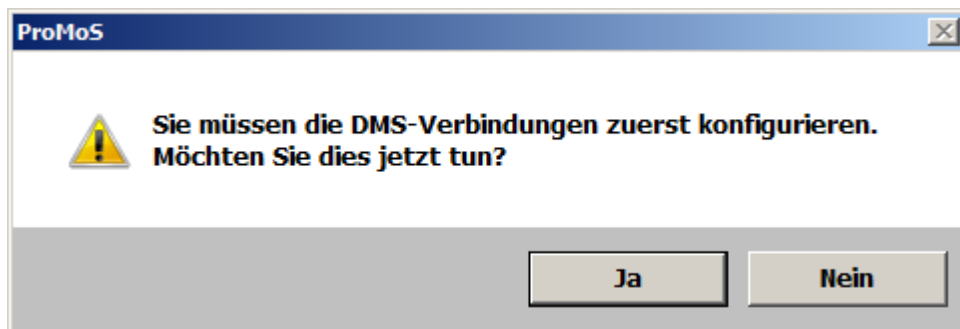 ProMoS
Sie müssen die DMS-Verbindungen zuerst konfigurieren.
Möchten Sie dies jetzt tun?
Ja
Nein